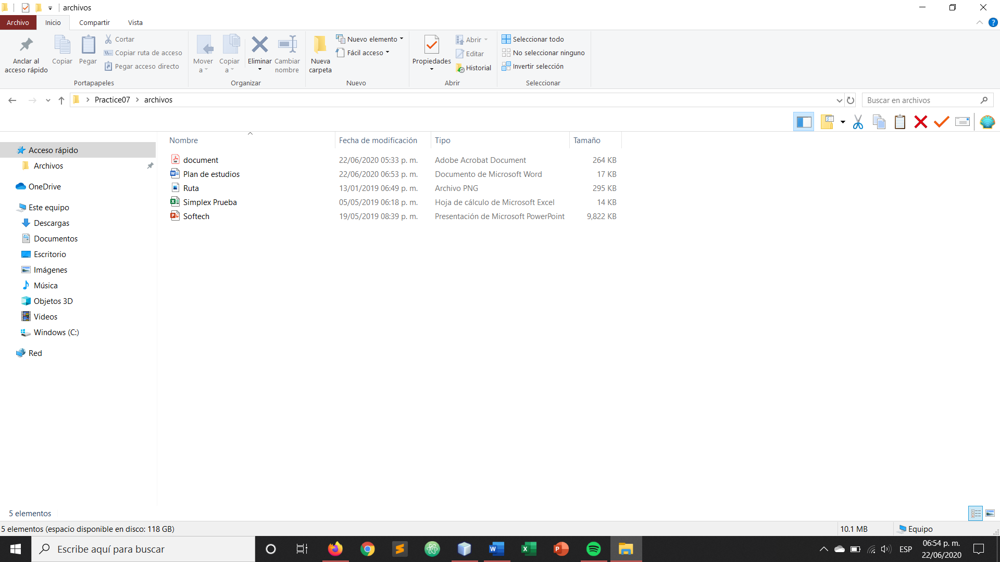 archivos
Archivo Inicio Compartir Vista
Anclar al acceso rápido
Copiar
Pegar
Cortar
Copiar ruta de acceso
Pegar acceso directo
Portapapeles
Mover a
Copiar a
Eliminar
Cambiar nombre
Organizar
Nueva carpeta
Nuevo elemento
Fácil acceso
Nuevo
Propiedades
Abrir
Editar
Historial
Abrir
Seleccionar todo
No seleccionar ninguno
Invertir selección
Seleccionar
Practice07 archivos
Buscar en archivos
Acceso rápido
Archivos
OneDrive
Este equipo
Descargas
Documentos
Escritorio
Imágenes
Música
Objetos 3D
Videos
Windows (C:)
Red
Nombre Fecha de modificación Tipo Tamaño
document 22/06/2020 05:33 p. m. Adobe Acrobat Document 264 KB
Plan de estudios 22/06/2020 06:53 p. m. Documento de Microsoft Word 17 KB
Ruta 13/01/2019 06:49 p. m. Archivo PNG 295 KB
Simplex Prueba 05/05/2019 06:18 p. m. Hoja de cálculo de Microsoft Excel 14 KB
Softech 19/05/2019 08:39 p. m. Presentación de Microsoft PowerPoint 9,822 KB
5 elementos
5 elementos (espacio disponible en disco: 118 GB) 10.1 MB Equipo
Escribe aquí para buscar
ESP
06:54 p. m.
22/06/2020